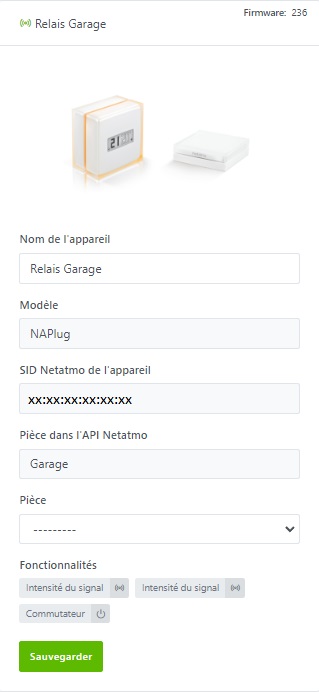 Firmware: 236
Relais Garage
21
Nom de l'appareil
Relais Garage
Modèle
NAPlug
SID Netatmo de l'appareil
xx:xx:xx:xx:xx:xx
Pièce dans l'API Netatmo
Garage
Pièce
---------
Fonctionnalités
Intensité du signal
Intensité du signal
Commutateur
Sauvegarder